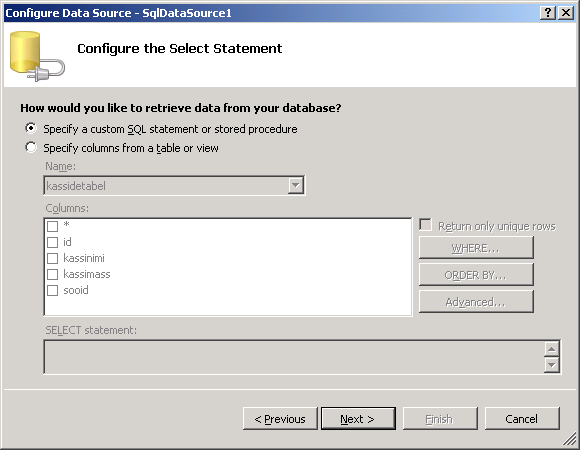 Configure Data Source - SqlDataSource1
Configure the Select Statement
How would you like to retrieve data from your database?
Specify a custom SQL statement or stored procedure
Specify columns from a table or view
Name:
kassidetabel
Columns:
*
id
kassinimi
kassimass
sooid
Return only unique rows
WHERE...
ORDER BY...
Advanced...
SELECT statement:
< Previous
Next >
Finish
Cancel